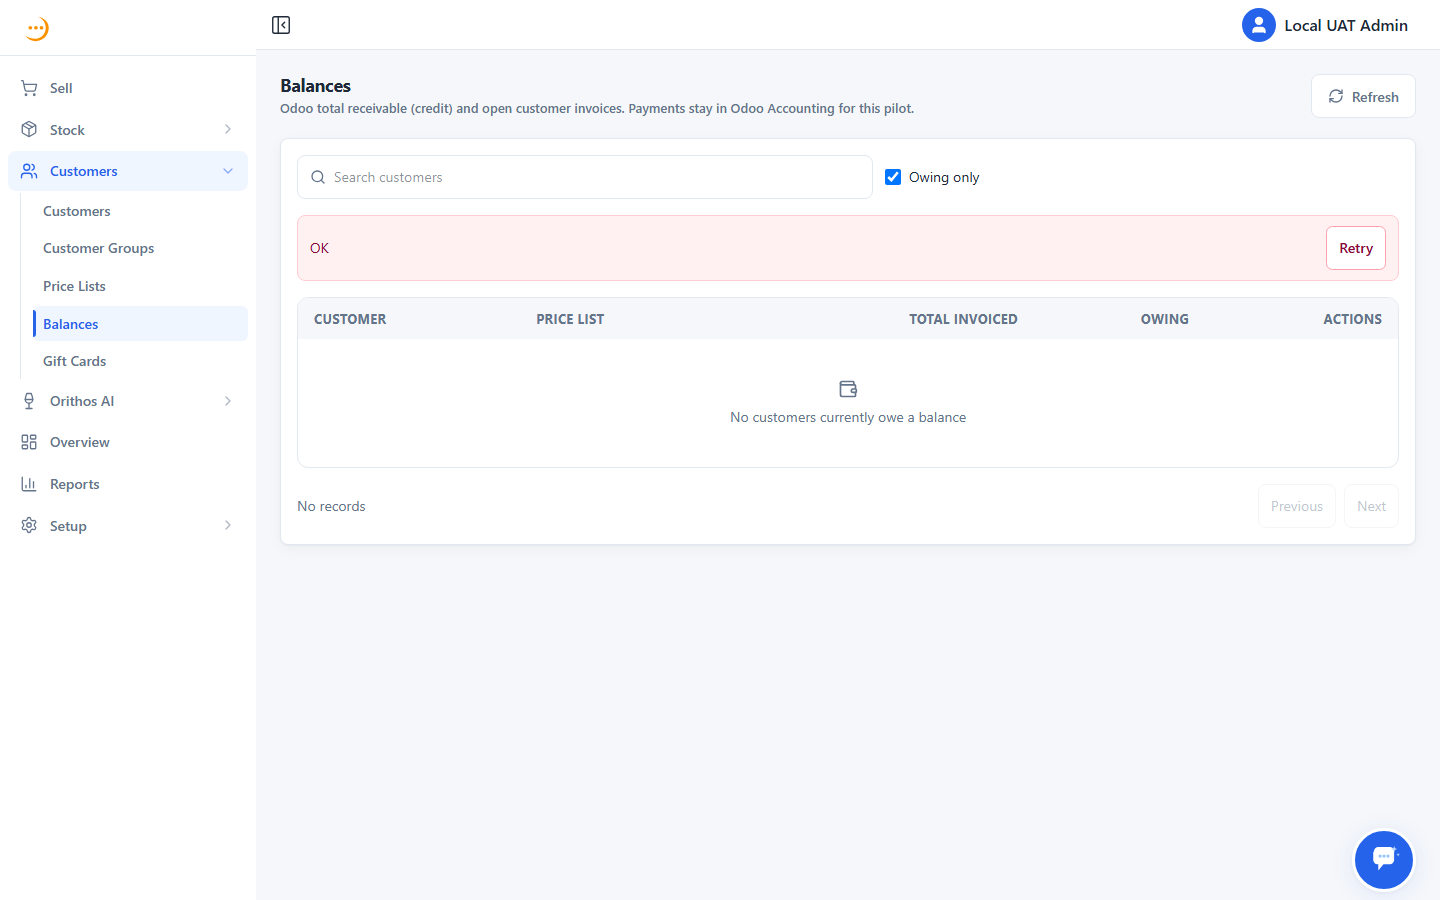 Local UAT Admin
Sell
Stock
Customers
Customers
Customer Groups
Price Lists
Balances
Gift Cards
Orithos AI
Overview
Reports
Setup
Balances
Odoo total receivable (credit) and open customer invoices. Payments stay in Odoo Accounting for this pilot.
Refresh
Search customers
Owing only
OK
Retry
CUSTOMER PRICE LIST TOTAL INVOICED OWING ACTIONS
No customers currently owe a balance
No records
Previous Next